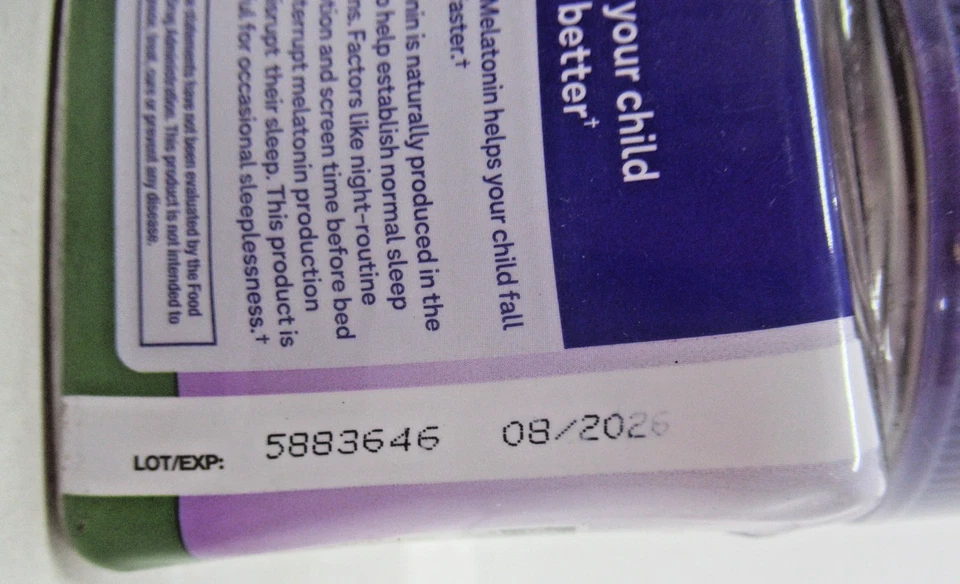 your child
better†
Melatonin helps your child fall
aster.†
nin is naturally produced in the
help establish normal sleep
ns. Factors like night-routine
tion and screen time before bed
terrupt melatonin production
srupt their sleep. This product is
ul for occasional sleeplessness.†
statements have not been evaluated by the Food
Drug Administration. This product is not intended to
treat, cure or prevent any disease.
LOT/EXP: 5883646 08/2026